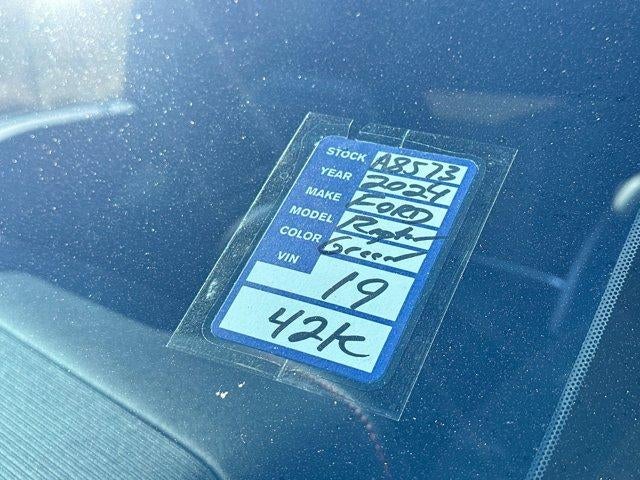 STOCK A8573
YEAR 2024
MAKE FORD
MODEL Raptor
COLOR Green
VIN
19
42K